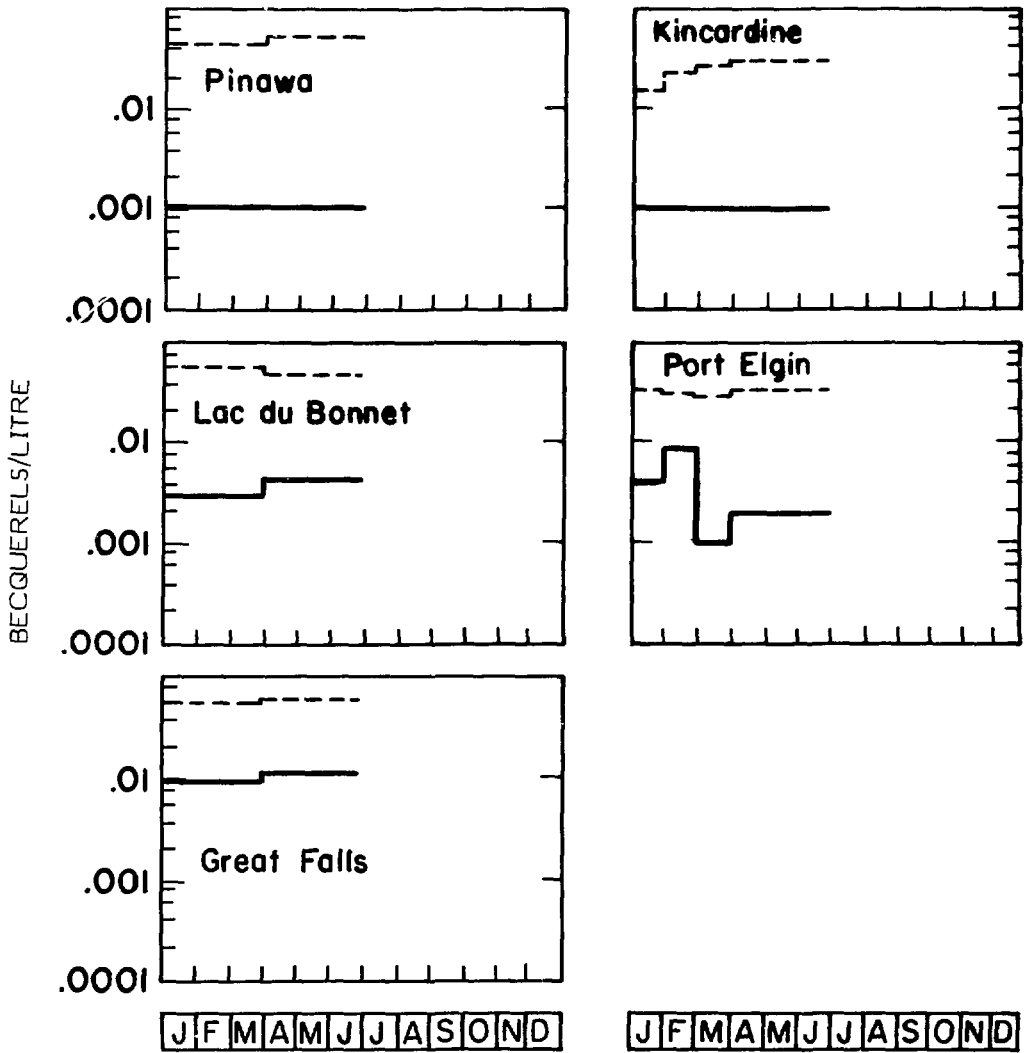 Pinawa
.01
.001
.0001
Kincardine
BECQUERELS/LITRE
Lac du Bonnet
.01
.001
.0001
Port Elgin
Great Falls
.01
.001
.0001
J F M A M J J A S O N D
J F M A M J J A S O N D